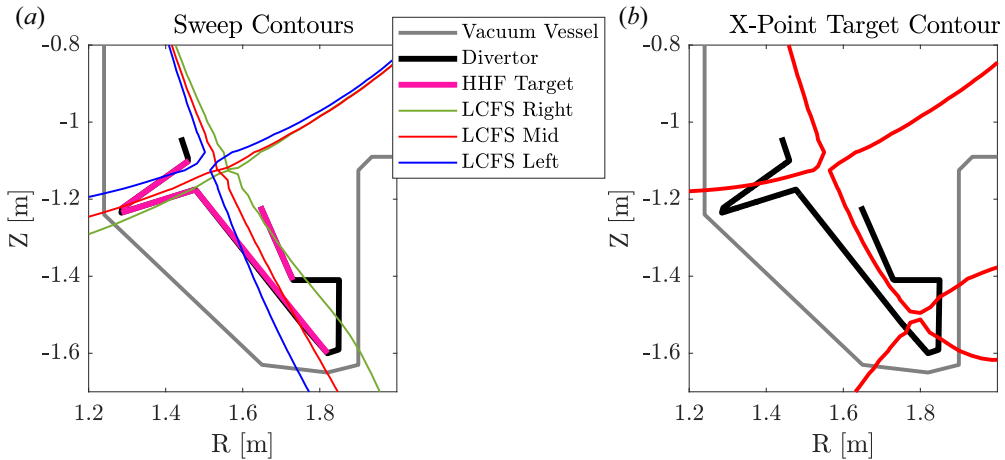 (a) Sweep Contours
Vacuum Vessel
Divertor
HHF Target
LCFS Right
LCFS Mid
LCFS Left
-0.8
-1
-1.2
-1.4
-1.6
Z [m]
1.2 1.4 1.6 1.8
R [m]
(b) X-Point Target Contour
-0.8
-1
-1.2
-1.4
-1.6
Z [m]
1.2 1.4 1.6 1.8
R [m]